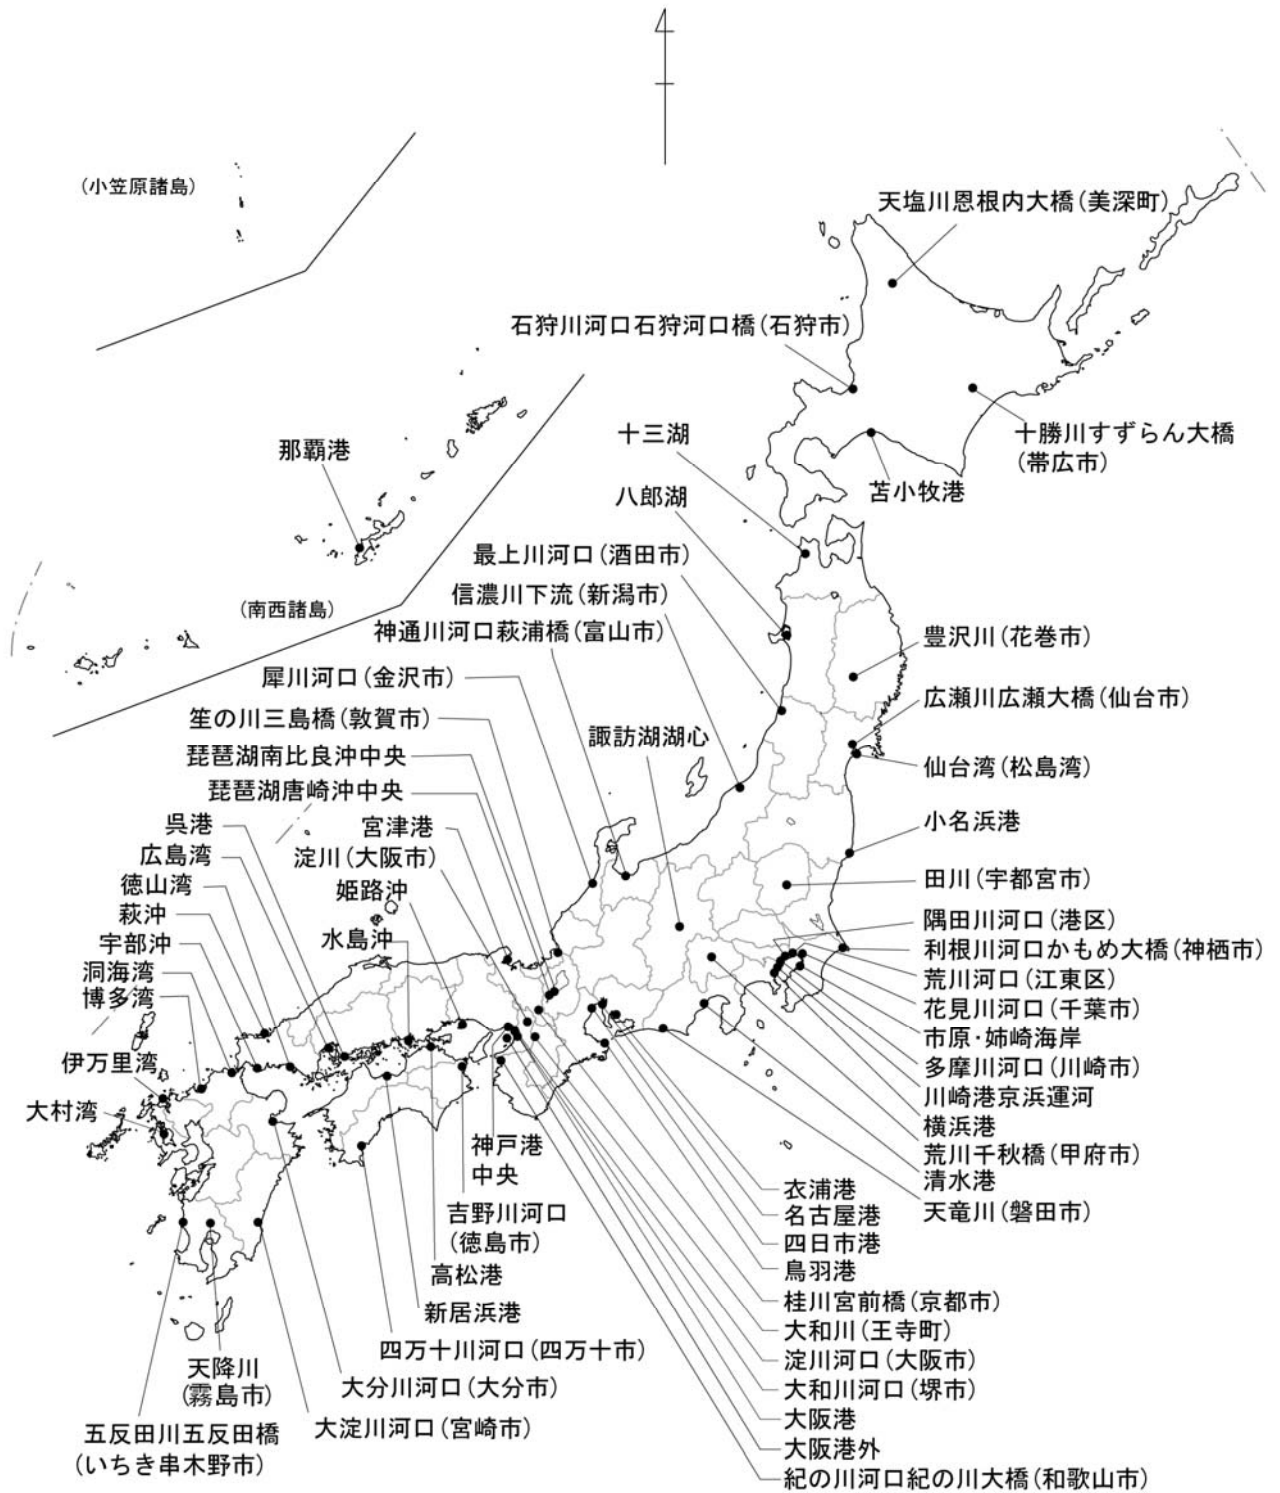 (小笠原諸島)
天塩川恩根内大橋(美深町)
石狩川河口石狩河口橋(石狩市)
十勝川すずらん大橋
(帯広市)
苫小牧港
十三湖
八郎湖
那覇港
(南西諸島)
最上川河口(酒田市)
信濃川下流(新潟市)
神通川河口萩浦橋(富山市)
犀川河口(金沢市)
笙の川三島橋(敦賀市)
琵琶湖南比良沖中央
琵琶湖唐崎沖中央
諏訪湖湖心
呉港
宮津港
広島湾
淀川(大阪市)
徳山湾
姫路沖
萩沖
水島沖
宇部沖
洞海湾
博多湾
伊万里湾
大村湾
豊沢川(花巻市)
広瀬川広瀬大橋(仙台市)
仙台湾(松島湾)
小名浜港
田川(宇都宮市)
隅田川河口(港区)
利根川河口かもめ大橋(神栖市)
荒川河口(江東区)
花見川河口(千葉市)
市原・姉崎海岸
多摩川河口(川崎市)
川崎港京浜運河
横浜港
荒川千秋橋(甲府市)
清水港
天竜川(磐田市)
衣浦港
名古屋港
四日市港
鳥羽港
桂川宮前橋(京都市)
大和川(王寺町)
淀川河口(大阪市)
大和川河口(堺市)
大阪港
大阪港外
紀の川河口紀の川大橋(和歌山市)
神戸港
中央
吉野川河口
(徳島市)
高松港
新居浜港
四万十川河口(四万十市)
大分川河口(大分市)
大淀川河口(宮崎市)
天降川
(霧島市)
五反田川五反田橋
(いちき串木野市)